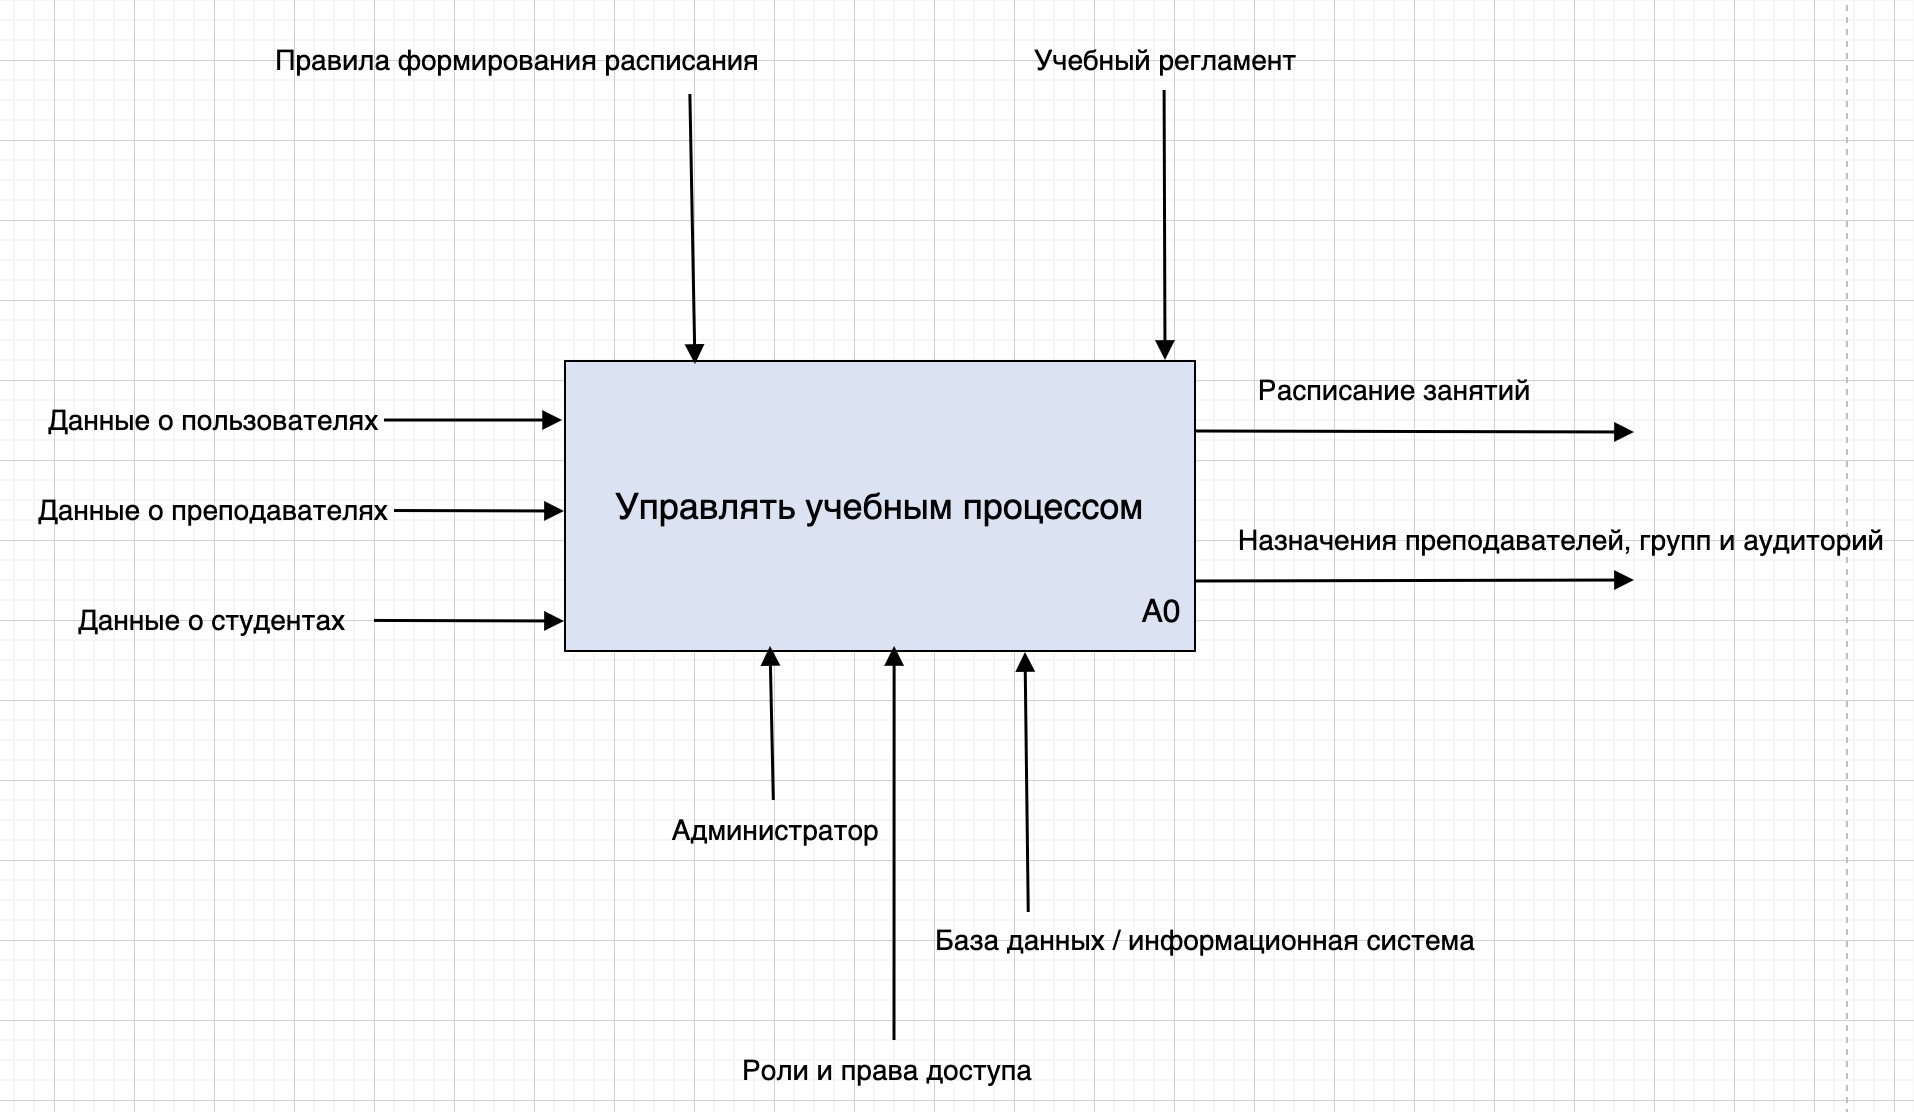 Правила формирования расписания
Учебный регламент
Расписание занятий
Данные о пользователях
Данные о преподавателях
Управлять учебным процессом
Назначения преподавателей, групп и аудиторий
Данные о студентах
A0
Администратор
База данных / информационная система
Роли и права доступа